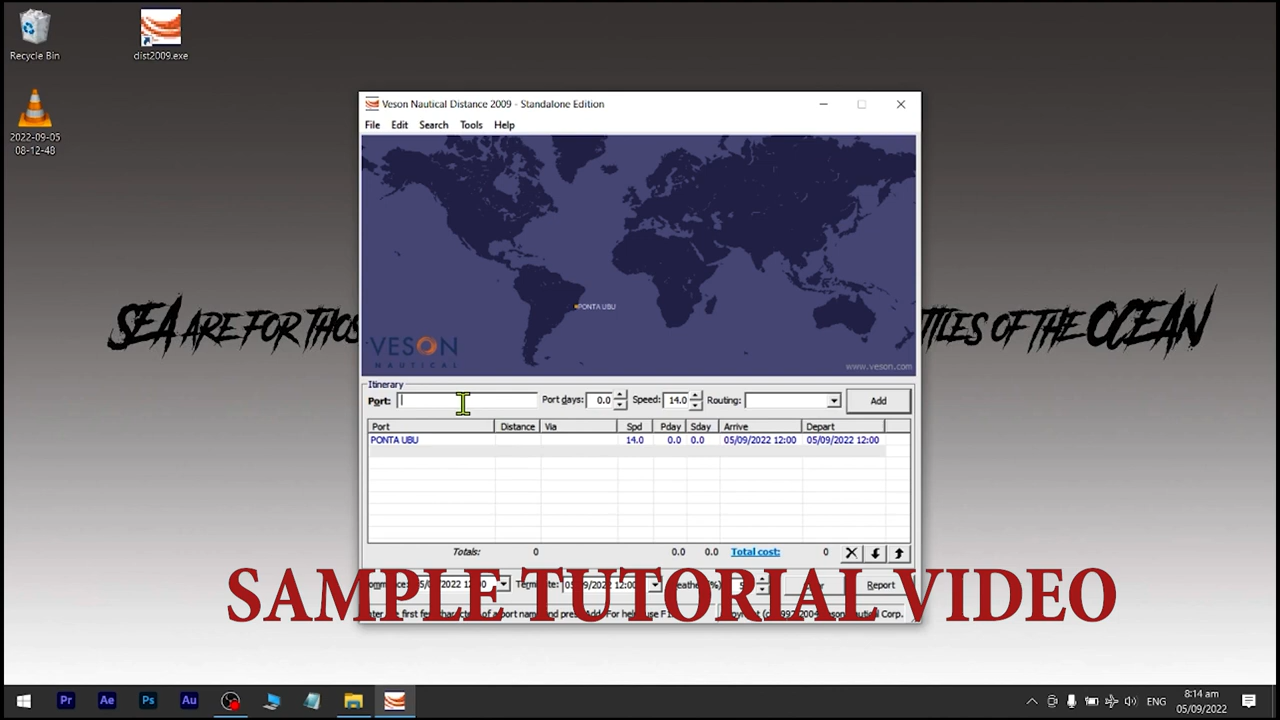 Recycle Bin
dist2009.exe
2022-09-05
08-12-48
SEA ARE FOR
TLES OF THE OCEAN
Veson Nautical Distance 2009 - Standalone Edition
File Edit Search Tools Help
PONTA UBU
VESON
NAUTICAL
www.veson.com
Itinerary
Port: Port days: 0.0 Speed: 14.0 Routing: Add
Port Distance Via Spd Pday Sday Arrive Depart
PONTA UBU 14.0 0.0 0.0 05/09/2022 12:00 05/09/2022 12:00
Totals: 0 0.0 0.0 Total cost: 0
Report
SAMPLE TUTORIAL VIDEO
Pr Ae Ps Au
ENG
8:14 am
05/09/2022